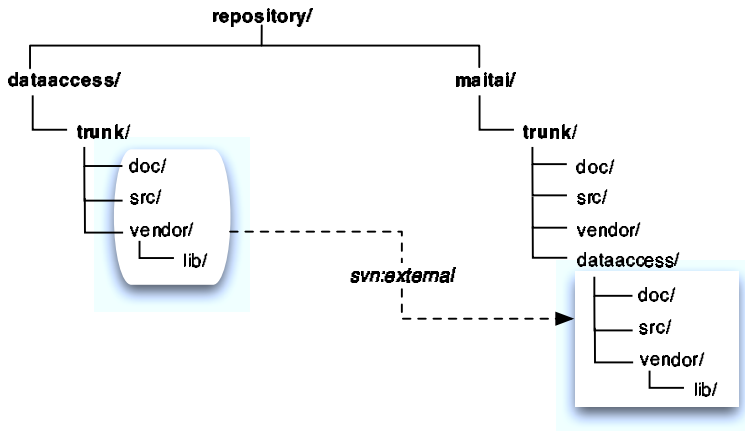 repository/
dataaccess/
trunk/
doc/
src/
vendor/
lib/
svn:external
maitai/
trunk/
doc/
src/
vendor/
dataaccess/
doc/
src/
vendor/
lib/